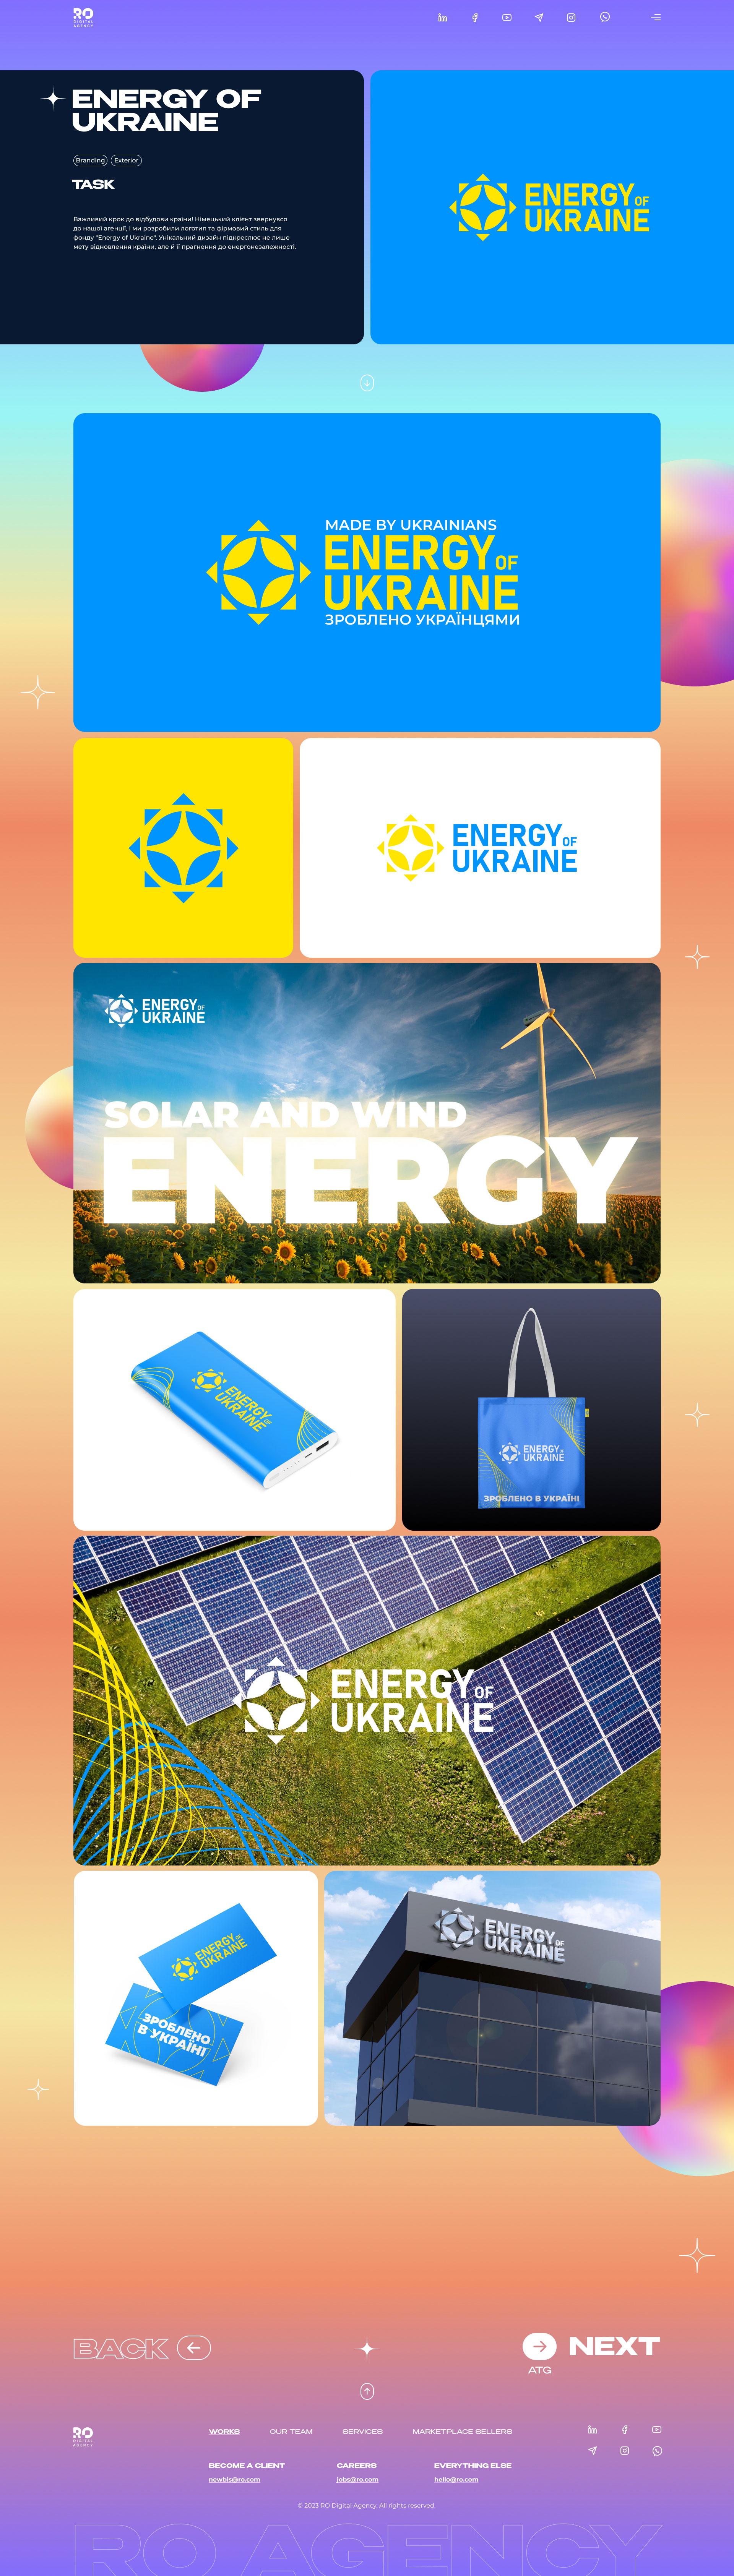 RO
DIGITAL
AGENCY
ENERGY OF
UKRAINE
Branding
Exterior
TASK
Важливий крок до відбудови країни! Німецький клієнт звернувся
до нашої агенції, і ми розробили логотип та фірмовий стиль для
фонду "Energy of Ukraine". Унікальний дизайн підкреслює не лише
мету відновлення країни, але й її прагнення до енергонезалежності.
ENERGY OF
UKRAINE
MADE BY UKRAINIANS
ENERGY OF
UKRAINE
ЗРОБЛЕНО УКРАЇНЦЯМИ
ENERGY OF
UKRAINE
ENERGY OF
UKRAINE
SOLAR AND WIND
ENERGY
ENERGY OF
UKRAINE
ENERGY OF
UKRAINE
ЗРОБЛЕНО В УКРАЇНІ
ENERGY OF
UKRAINE
ENERGY OF
UKRAINE
ЗРОБЛЕНО
В УКРАЇНІ
ENERGY OF
UKRAINE
BACK
NEXT
ATG
RO
DIGITAL
AGENCY
WORKS
OUR TEAM
SERVICES
MARKETPLACE SELLERS
BECOME A CLIENT
CAREERS
EVERYTHING ELSE
newbis@ro.com
jobs@ro.com
hello@ro.com
© 2023 RO Digital Agency. All rights reserved.
RO AGENCY